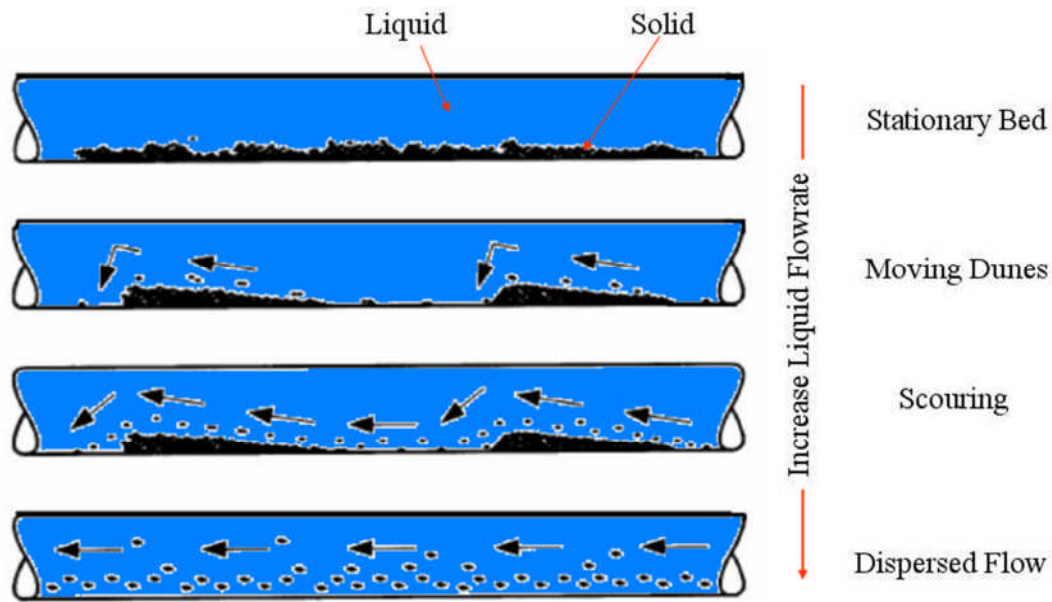 Liquid
Solid
Stationary Bed
Moving Dunes
Scouring
Dispersed Flow
Increase Liquid Flowrate